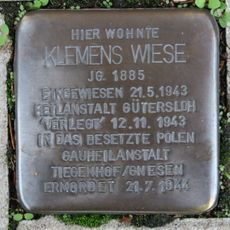 HIER WOHNTE
KLEMENS WIESE
JG. 1885
EINGEWIESEN 21.5.1943
HEILANSTALT GÜTERSLOH
"VERLEGT" 12.11.1943
IN DAS BESETZTE POLEN
GAUHEILANSTALT
TIEGENHOF/GNESEN
ERMORDET 21.7.1944